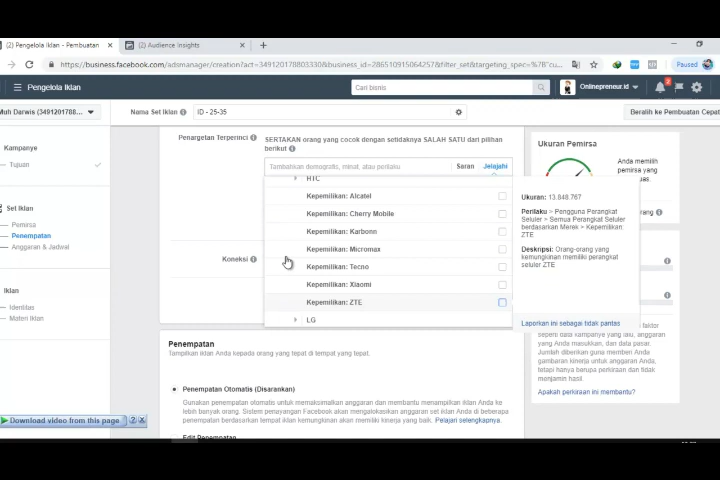 (2) Pengelola Iklan - Pembuatan
(2) Audience Insights
https://business.facebook.com/adsmanager/creation?act=349120178803330&business_id=2865109150642578&filter_set&targeting_spec=%7B"cu
Paused
Pengelola Iklan
Cari bisnis
Onlinepreneur.id
2
Muh Darwis (3491201788...
Nama Set Iklan
ID - 25-35
Beralih ke Pembuatan Cepat
Kampanye
Tujuan
Set Iklan
Pemirsa
Penempatan
Anggaran & Jadwal
Iklan
Identitas
Materi Iklan
Penargetan Terperinci
SERTAKAN orang yang cocok dengan setidaknya SALAH SATU dari pilihan
berikut
Tambahkan demografis, minat, atau perilaku
Saran
Jelajahi
HTC
Kepemilikan: Alcatel
Kepemilikan: Cherry Mobile
Kepemilikan: Karbonn
Kepemilikan: Micromax
Kepemilikan: Tecno
Kepemilikan: Xiaomi
Kepemilikan: ZTE
LG
Koneksi
Ukuran: 13.848.767
Perilaku > Pengguna Perangkat
Seluler > Semua Perangkat Seluler
berdasarkan Merek > Kepemilikan
ZTE
Deskripsi: Orang-orang yang
kemungkinan memiliki perangkat
seluler ZTE
Laporkan ini sebagai tidak pantas
Ukuran Pemirsa
Anda memilih
pemirsa yang
uas.
orang
faktor
seperti data kampanye yang lalu, anggaran
yang Anda masukkan, dan data pasar.
Jumlah diberikan guna memberi Anda
gambaran kinerja untuk anggaran Anda,
tetapi hanya berupa perkiraan dan tidak
menjamin hasil
Apakah perkiraan ini membantu?
Penempatan
Tampilkan iklan Anda kepada orang yang tepat di tempat yang tepat.
Penempatan Otomatis (Disarankan)
Gunakan penempatan otomatis untuk memaksimalkan anggaran dan membantu menampilkan iklan Anda ke
lebih banyak orang. Sistem penayangan Facebook akan mengalokasikan anggaran set iklan Anda di beberapa
penempatan berdasarkan tempat iklan kemungkinan akan memiliki kinerja yang baik. Pelajari selengkapnya.
Edit Penempatan
Download video from this page